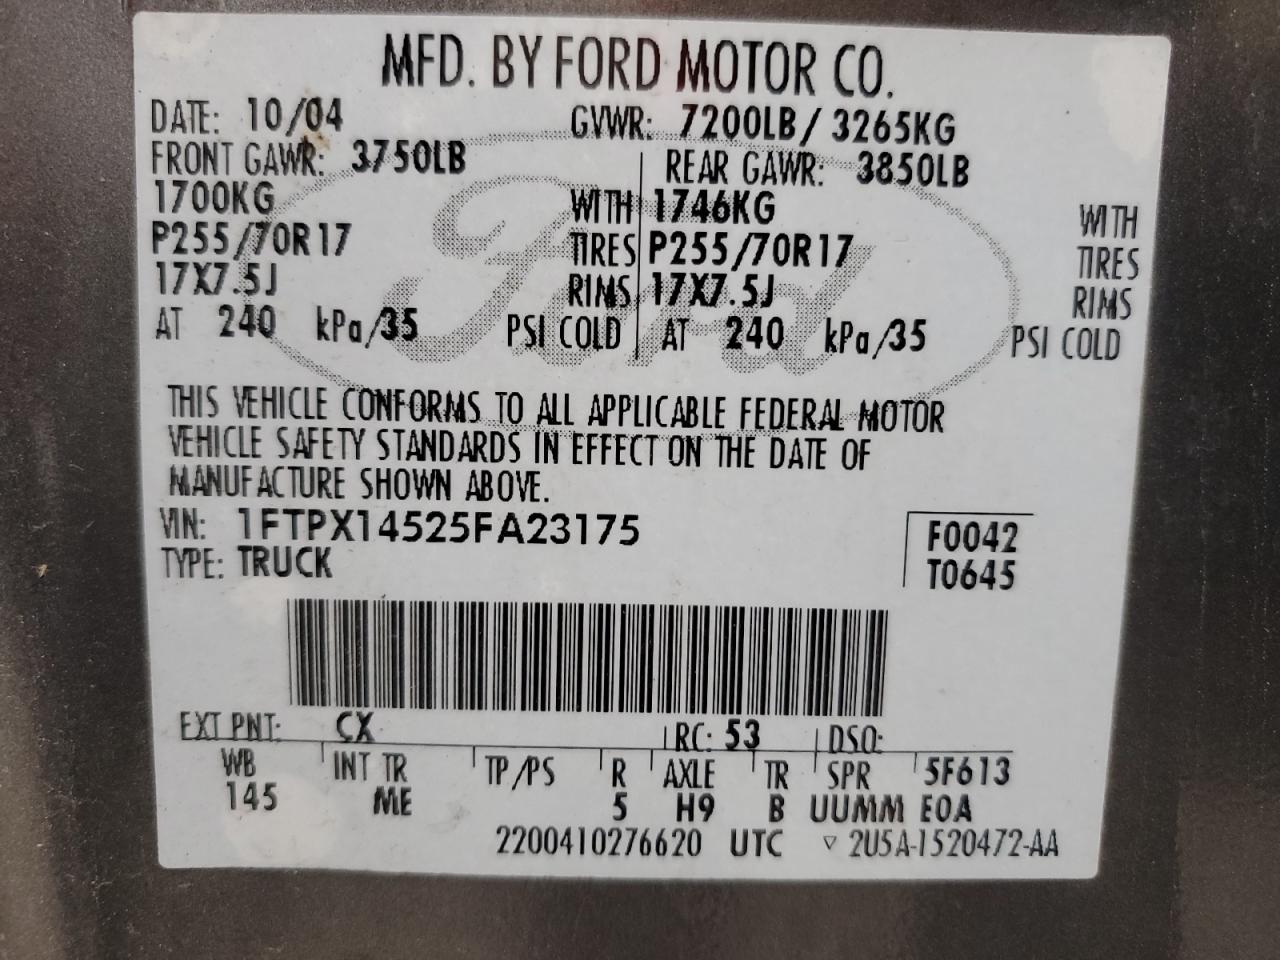 MFD. BY FORD MOTOR CO.
DATE: 10/04 GVWR: 7200LB/ 3265KG
FRONT GAWR: 3750LB REAR GAWR: 3850LB
1700KG WITH 1746KG WITH
P255/70R17 TIRES P255/70R17 TIRES
17X7.5J RIMS 17X7.5J RIMS
AT 240 kPa/35 PSI COLD AT 240 kPa/35 PSI COLD
Ford
THIS VEHICLE CONFORMS TO ALL APPLICABLE FEDERAL MOTOR
VEHICLE SAFETY STANDARDS IN EFFECT ON THE DATE OF
MANUFACTURE SHOWN ABOVE.
VIN: 1FTPX14525FA23175 F0042
TYPE: TRUCK T0645
EXT PNT: CX RC: 53 DSO:
WB INT TR TP/PS R AXLE TR SPR 5F613
145 ME 5 H9 B UUMM E0A
2200410276620 UTC ▽ 2U5A-1520472-AA